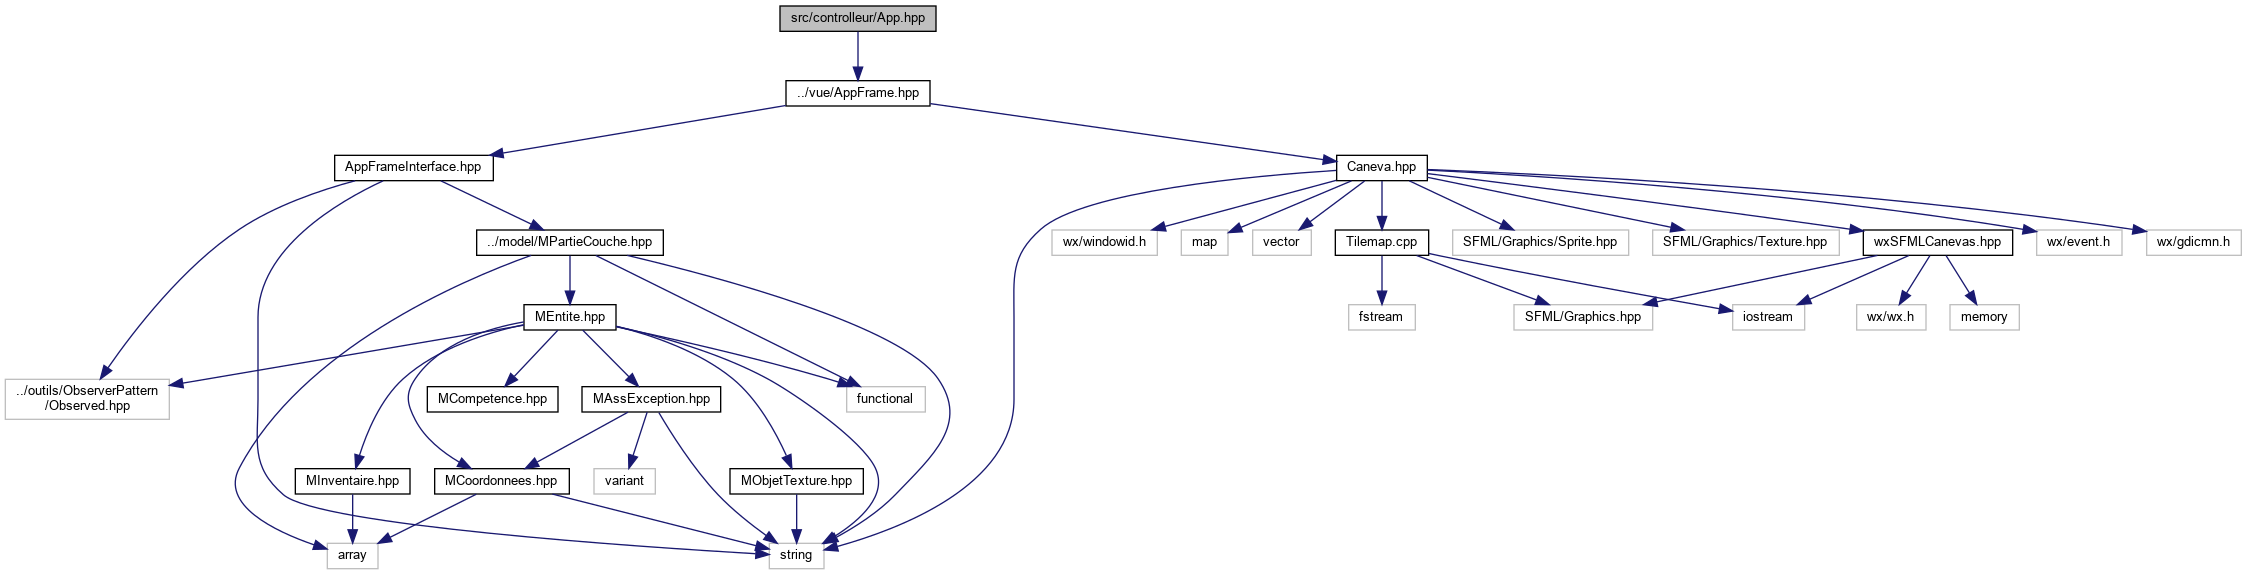 src/controlleur/App.hpp
../vue/AppFrame.hpp
AppFrameInterface.hpp
Caneva.hpp
../model/MPartieCouche.hpp
wx/windowid.h
map
vector
Tilemap.cpp
SFML/Graphics/Sprite.hpp
SFML/Graphics/Texture.hpp
wxSFMLCanevas.hpp
wx/event.h
wx/gdicmn.h
MEntite.hpp
fstream
SFML/Graphics.hpp
iostream
wx/wx.h
memory
../outils/ObserverPattern
/Observed.hpp
MCompetence.hpp
MAssException.hpp
functional
MInventaire.hpp
MCoordonnees.hpp
variant
MObjetTexture.hpp
array
string